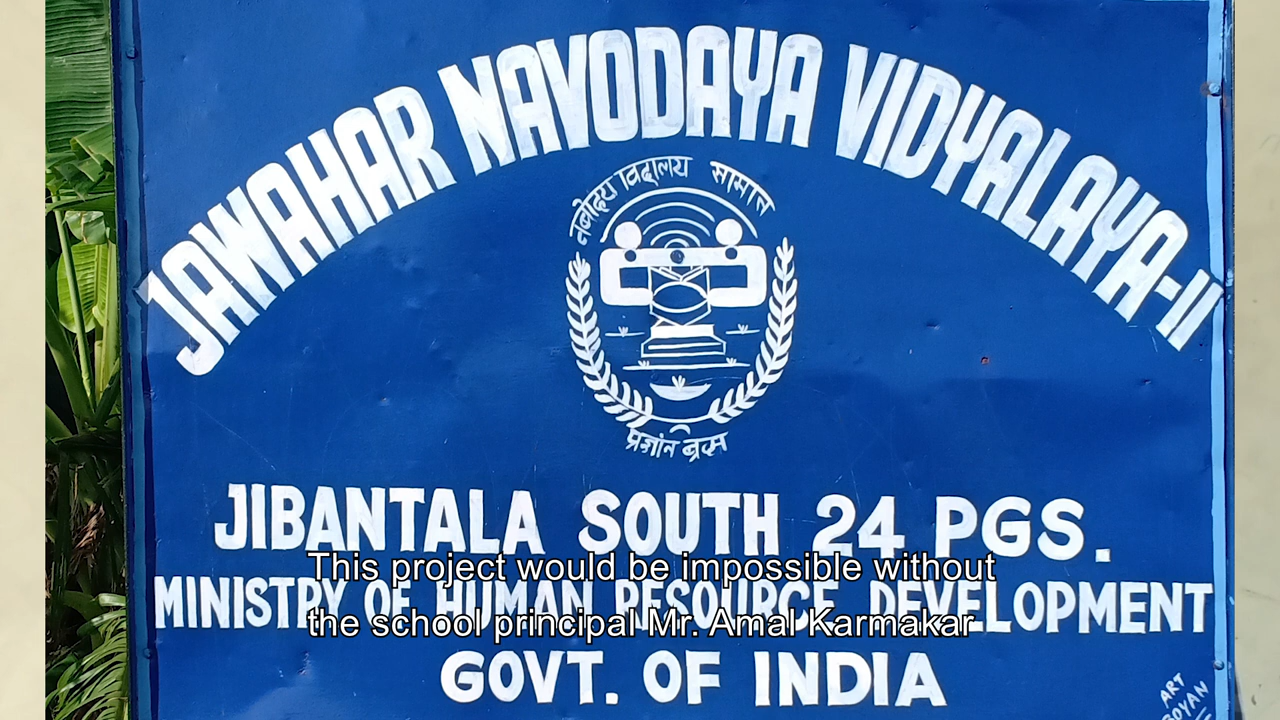 JAWAHAR NAVODAYA VIDYALAYA-II
नवोदय विद्यालय समिति
प्रज्ञांन ब्रह्म
JIBANTALA SOUTH 24 PGS.
This project would be impossible without
MINISTRY OF HUMAN RESOURCE DEVELOPMENT
the school principal Mr. Amal Karmakar
GOVT. OF INDIA
ART